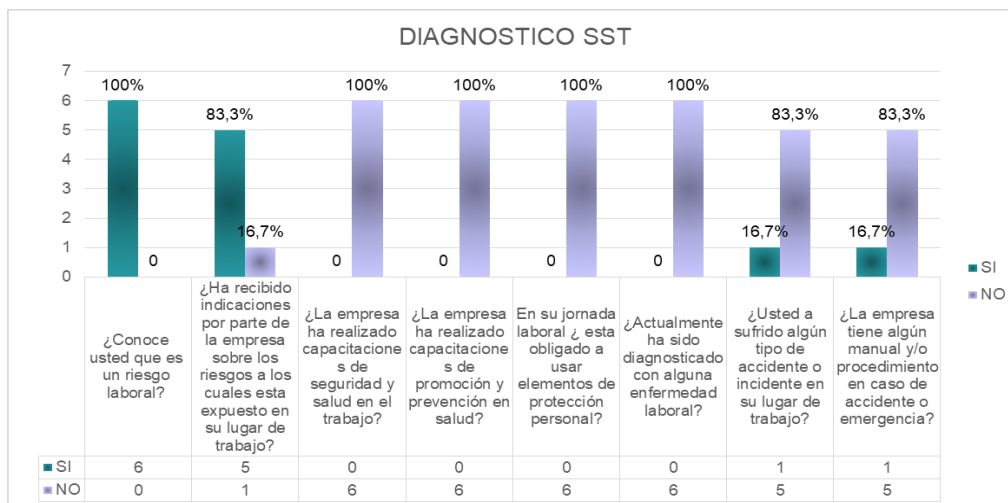 DIAGNOSTICO SST
7
6
5
4
3
2
1
0
100%
0
83,3%
16,7%
0
100%
0
100%
0
100%
0
100%
16,7%
83,3%
16,7%
83,3%
SI
NO
¿Conoce
usted que es
un riesgo
laboral?
¿Ha recibido
indicaciones
por parte de
la empresa
sobre los
riesgos a los
cuales esta
expuesto en
su lugar de
trabajo?
¿La empresa
ha realizado
capacitacione
s de
seguridad y
salud en el
trabajo?
¿La empresa
ha realizado
capacitacione
s de
promoción y
prevención en
salud?
En su jornada
laboral ¿ esta
obligado a
usar
elementos de
protección
personal?
¿Actualmente
ha sido
diagnosticado
con alguna
enfermedad
laboral?
¿Usted a
sufrido algún
tipo de
accidente o
incidente en
su lugar de
trabajo?
¿La empresa
tiene algún
manual y/o
procedimiento
en caso de
accidente o
emergencia?
SI 6 5 0 0 0 0 1 1
NO 0 1 6 6 6 6 5 5